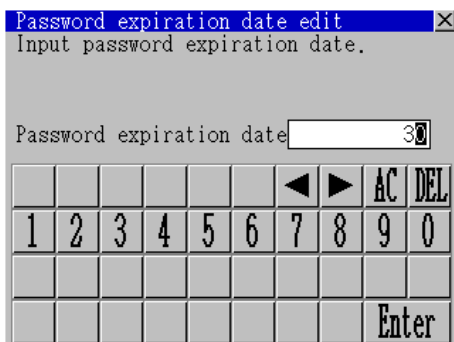 Password expiration date edit ×
Input password expiration date.
Password expiration date 30
◀ ▶ AC DEL
1 2 3 4 5 6 7 8 9 0
Enter